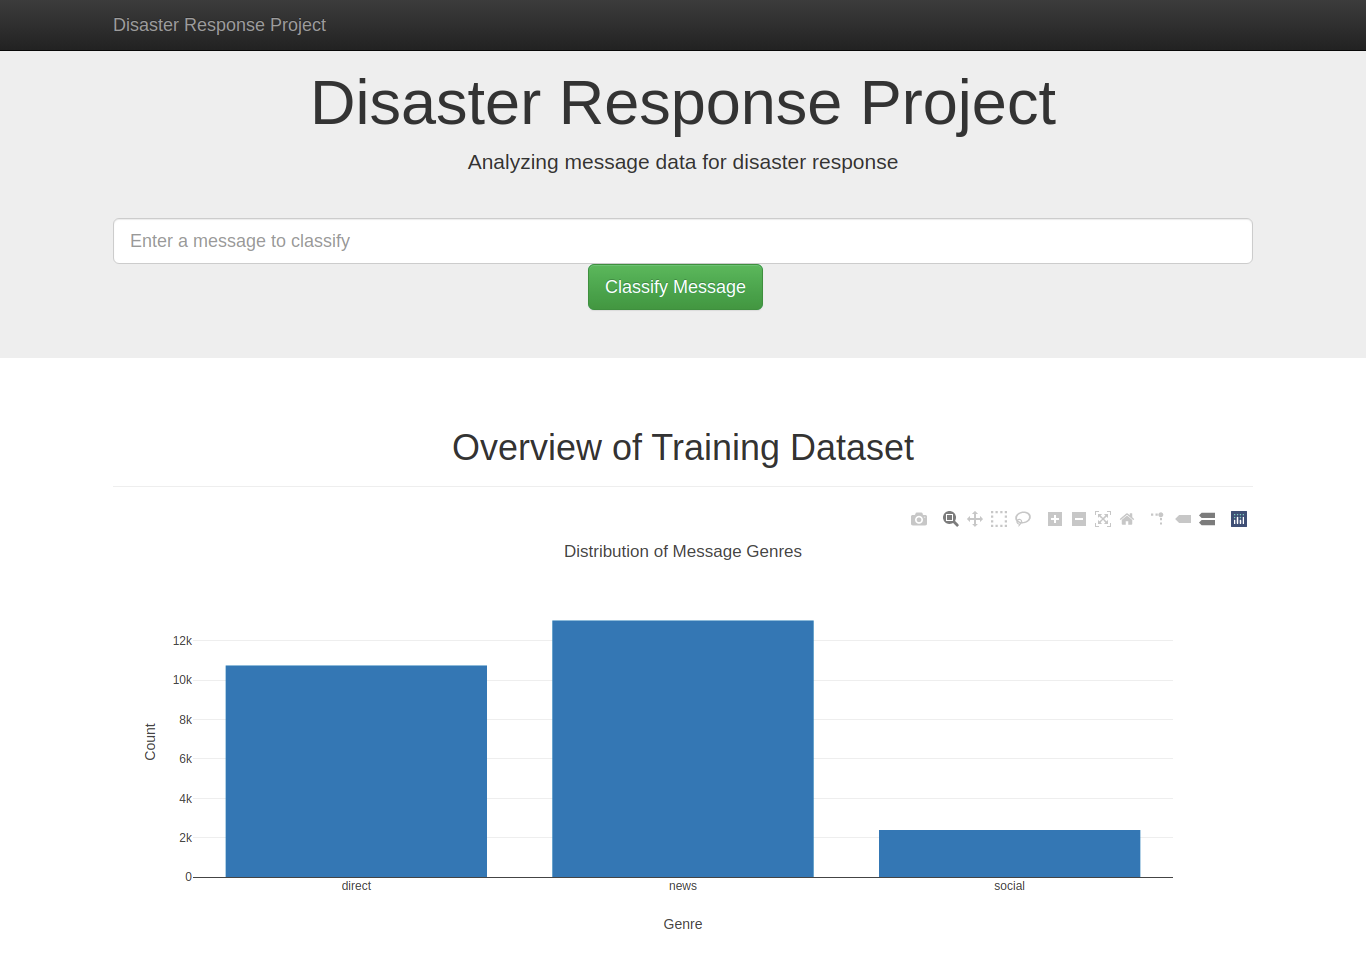 Disaster Response Project
Disaster Response Project
Analyzing message data for disaster response
Enter a message to classify
Classify Message
Overview of Training Dataset
Distribution of Message Genres
12k
10k
8k
6k
4k
2k
0
Count
direct
news
social
Genre